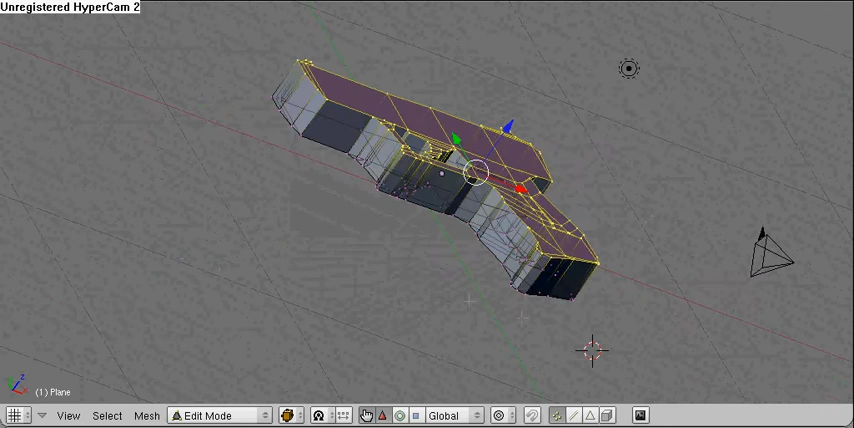 Unregistered HyperCam 2
z
x
(1) Plane
View Select Mesh Edit Mode Global